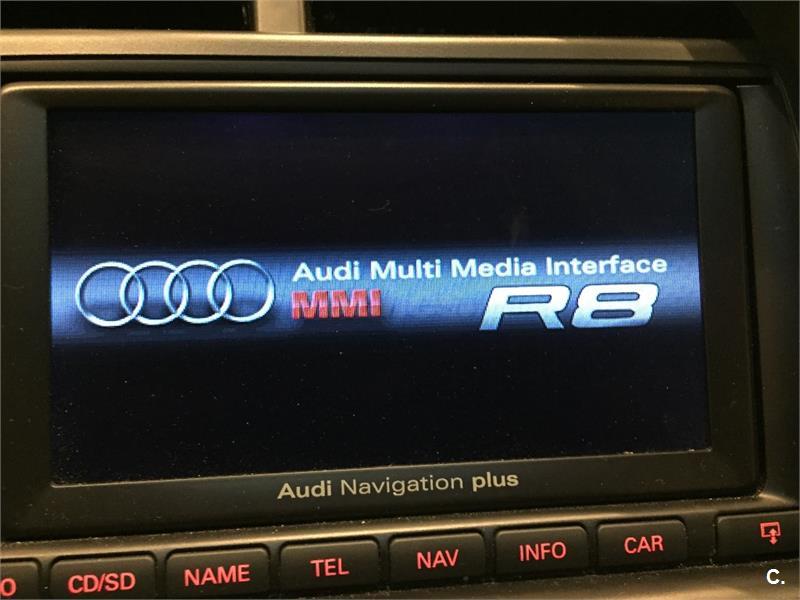 Audi Multi Media Interface
MMI R8
Audi Navigation plus
CD/SD NAME TEL NAV INFO CAR
C.